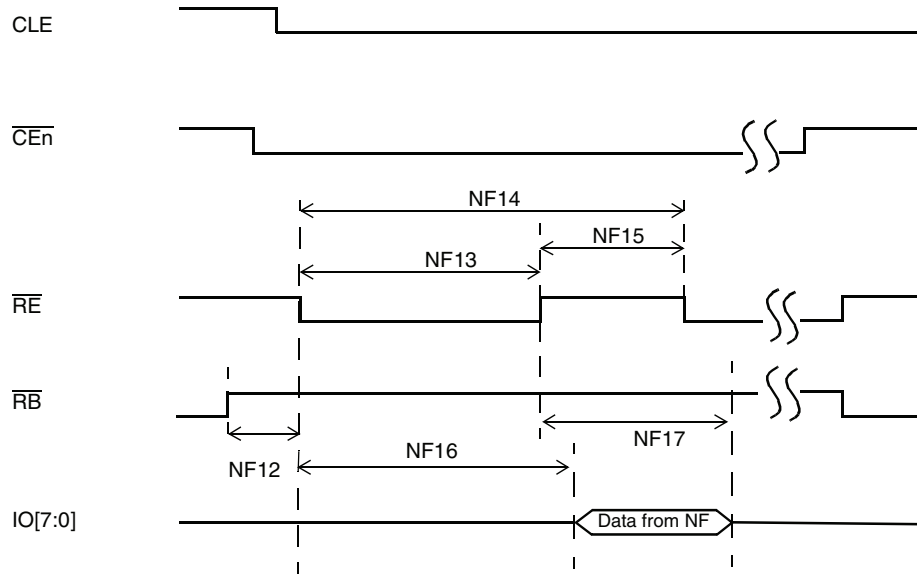 CLE
CEn
NF14
NF15
NF13
RE
RB
NF12
NF16
NF17
IO[7:0]
Data from NF